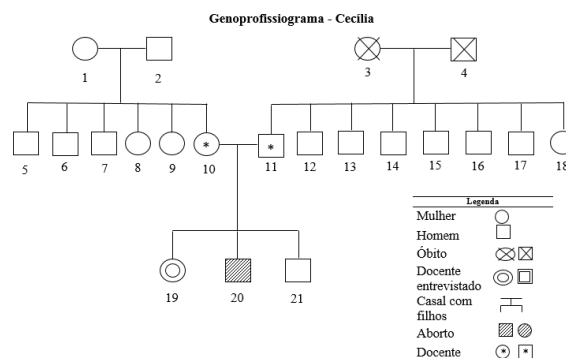 Genoprofissiograma - Cecília
1 2 3 4
5 6 7 8 9 10 11 12 13 14 15 16 17 18
* *
19 20 21
Legenda
Mulher
Homem
Óbito
Docente
entrevistado
Casal com
filhos
Aborto
Docente * *